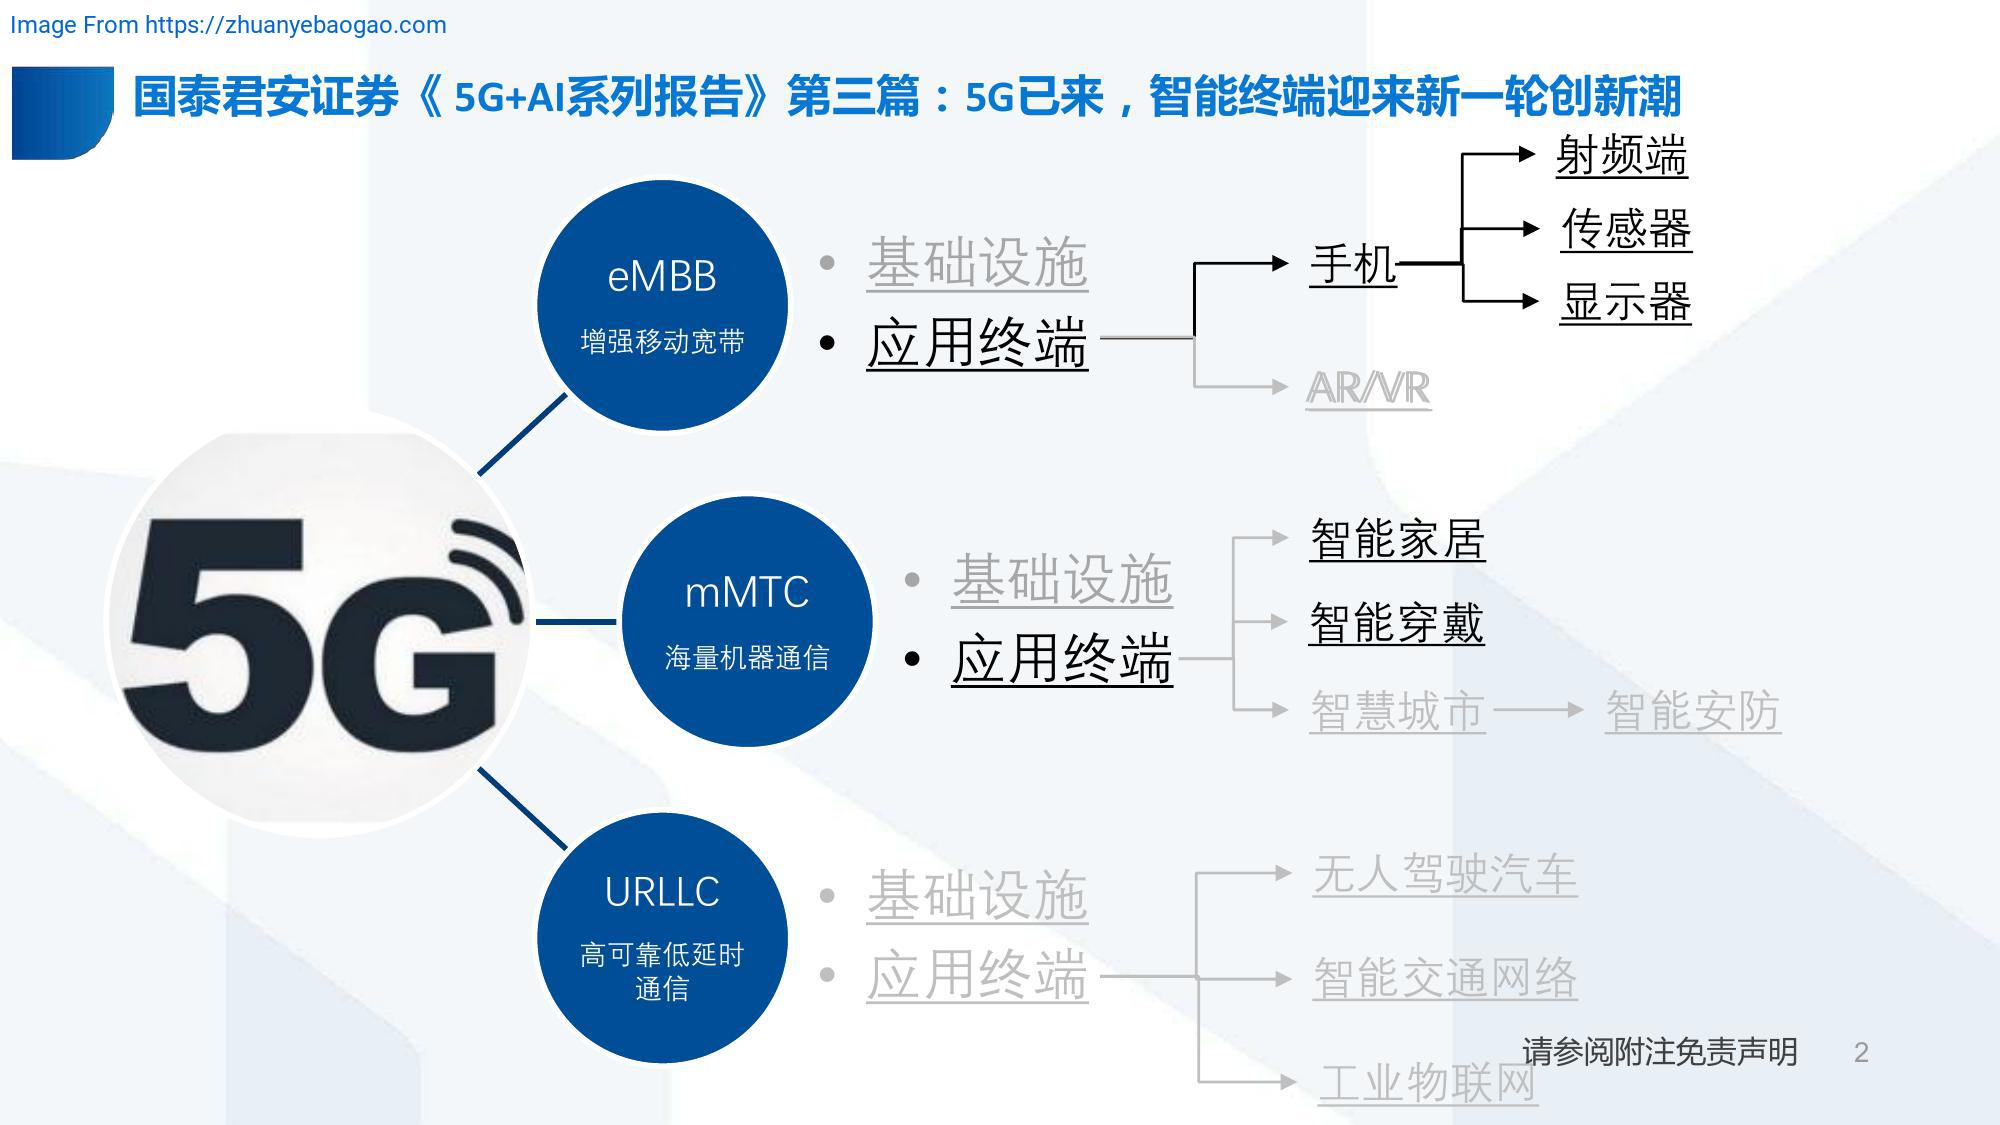 Image From https://zhuanyebaogao.com
国泰君安证券《 5G+AI系列报告》第三篇：5G已来，智能终端迎来新一轮创新潮
射频端
传感器
显示器
eMBB
增强移动宽带
• 基础设施
• 应用终端
手机
AR/VR
5G
mMTC
海量机器通信
• 基础设施
• 应用终端
智能家居
智能穿戴
智慧城市
智能安防
URLLC
高可靠低延时
通信
• 基础设施
• 应用终端
无人驾驶汽车
智能交通网络
工业物联网
请参阅附注免责声明
2